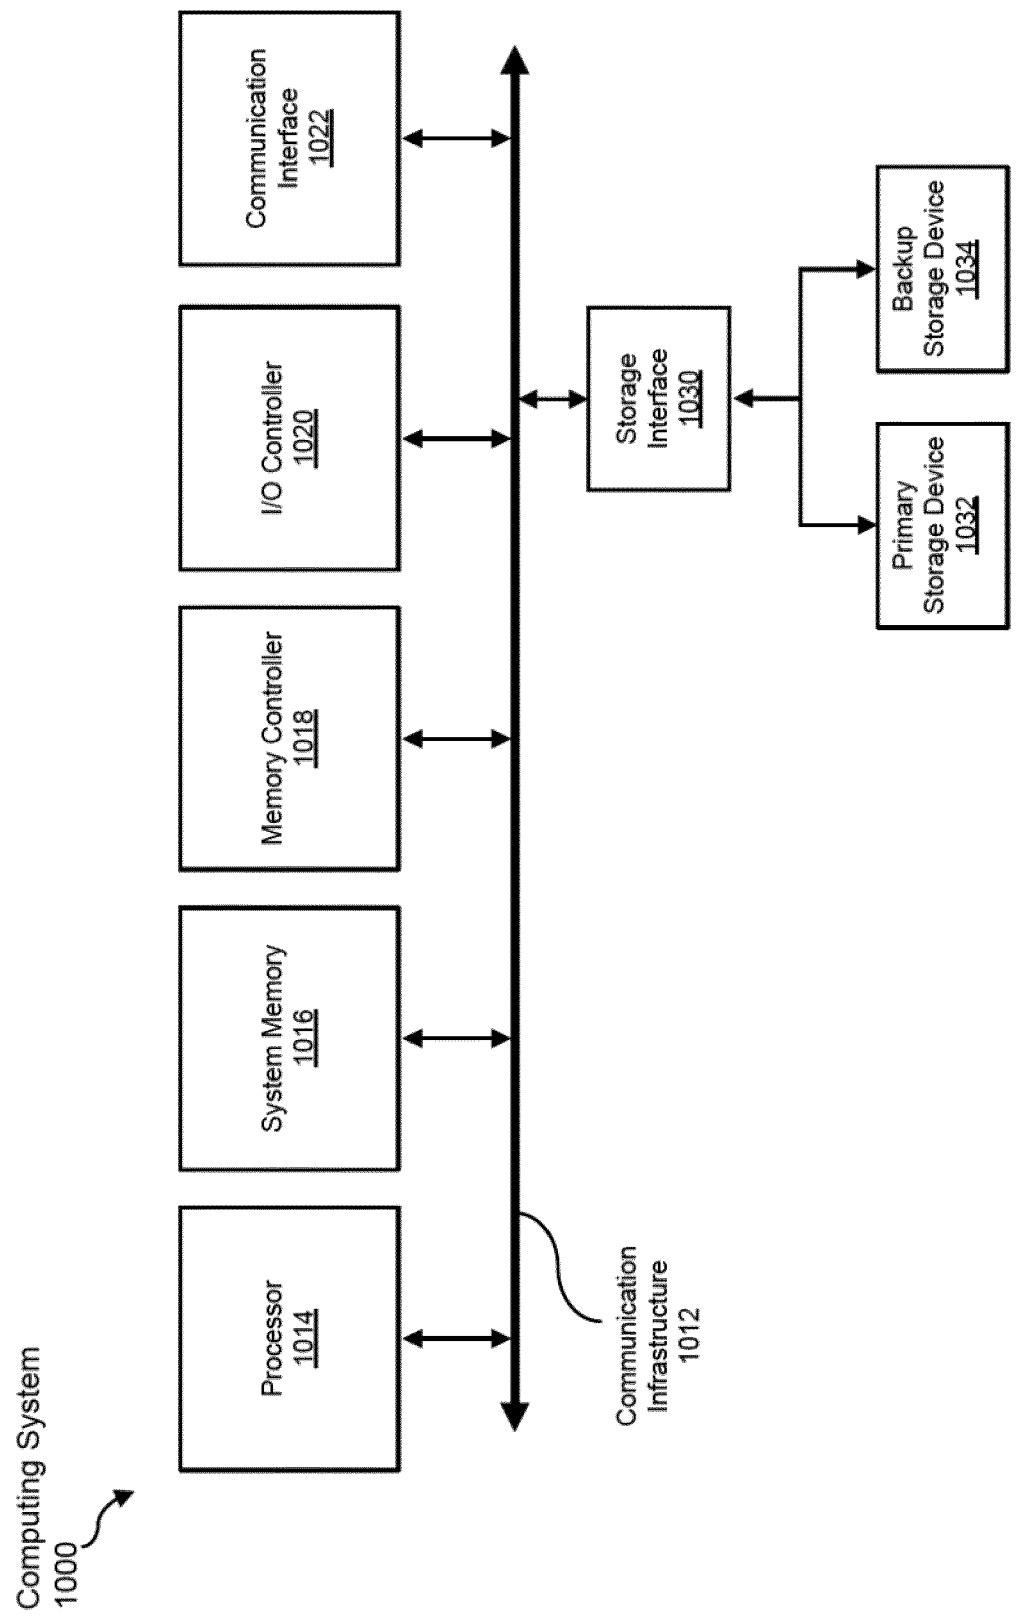 Computing System
1000
Processor
1014
System Memory
1016
Memory Controller
1018
I/O Controller
1020
Communication
Interface
1022
Communication
Infrastructure
1012
Storage
Interface
1030
Primary
Storage Device
1032
Backup
Storage Device
1034